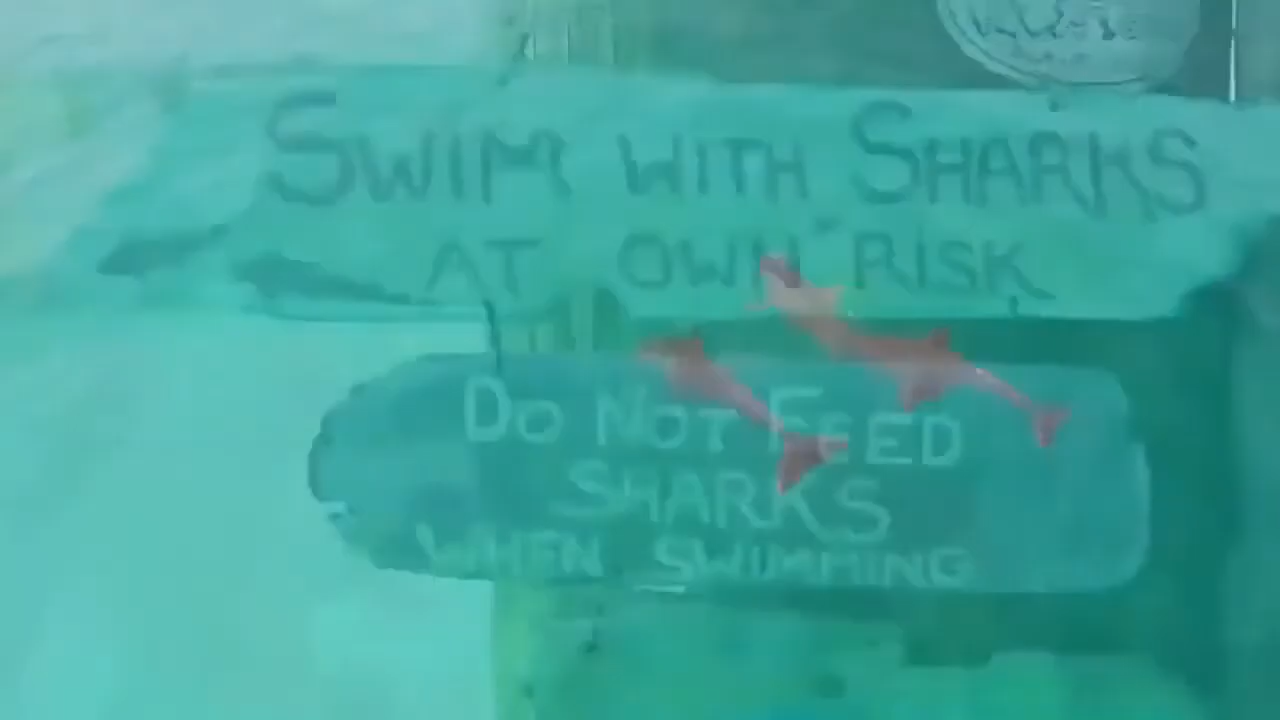 SWIM WITH SHARKS
AT OWN RISK
DO NOT FEED
SHARKS
WHEN SWIMMING